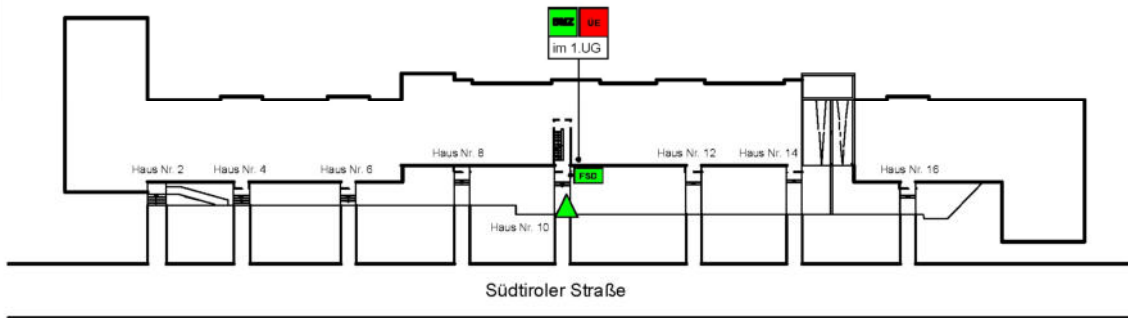 BMZ ÜE
im 1.UG
Haus Nr. 2 Haus Nr. 4 Haus Nr. 6 Haus Nr. 8 Haus Nr. 12 Haus Nr. 14 Haus Nr. 16
FSD
Haus Nr. 10
Südtiroler Straße